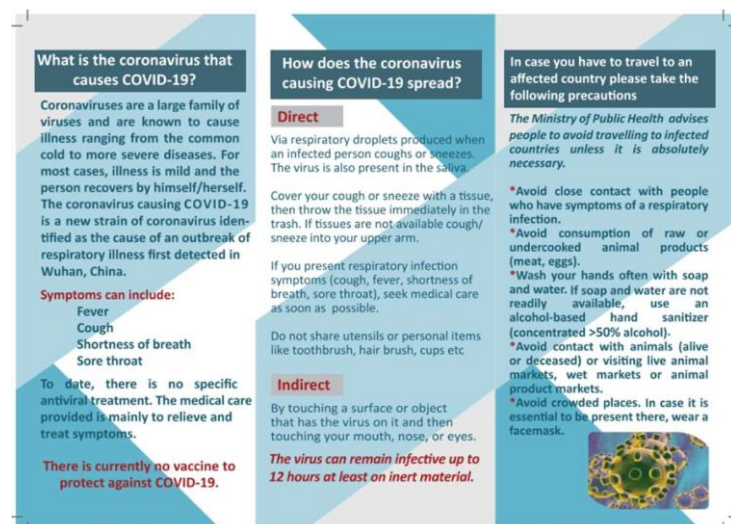 What is the coronavirus that
causes COVID-19?
Coronaviruses are a large family of
viruses and are known to cause
illness ranging from the common
cold to more severe diseases. For
most cases, illness is mild and the
person recovers by himself/herself.
The coronavirus causing COVID-19
is a new strain of coronavirus iden-
tified as the cause of an outbreak of
respiratory illness first detected in
Wuhan, China.
Symptoms can include:
Fever
Cough
Shortness of breath
Sore throat
To date, there is no specific
antiviral treatment. The medical care
provided is mainly to relieve and
treat symptoms.
There is currently no vaccine to
protect against COVID-19.
How does the coronavirus
causing COVID-19 spread?
Direct
Via respiratory droplets produced when
an infected person coughs or sneezes.
The virus is also present in the saliva.
Cover your cough or sneeze with a tissue,
then throw the tissue immediately in the
trash. If tissues are not available cough/
sneeze into your upper arm.
If you present respiratory infection
symptoms (cough, fever, shortness of
breath, sore throat), seek medical care
as soon as possible.
Do not share utensils or personal items
like toothbrush, hair brush, cups etc
Indirect
By touching a surface or object
that has the virus on it and then
touching your mouth, nose, or eyes.
The virus can remain infective up to
12 hours at least on inert material.
In case you have to travel to an
affected country please take the
following precautions
The Ministry of Public Health advises
people to avoid travelling to infected
countries unless it is absolutely
necessary.
*Avoid close contact with people
who have symptoms of a respiratory
infection.
*Avoid consumption of raw or
undercooked animal products
(meat, eggs).
*Wash your hands often with soap
and water. If soap and water are not
readily available, use an
alcohol-based hand sanitizer
(concentrated >50% alcohol).
*Avoid contact with animals (alive
or deceased) or visiting live animal
markets, wet markets or animal
product markets.
*Avoid crowded places. In case it is
essential to be present there, wear a
facemask.